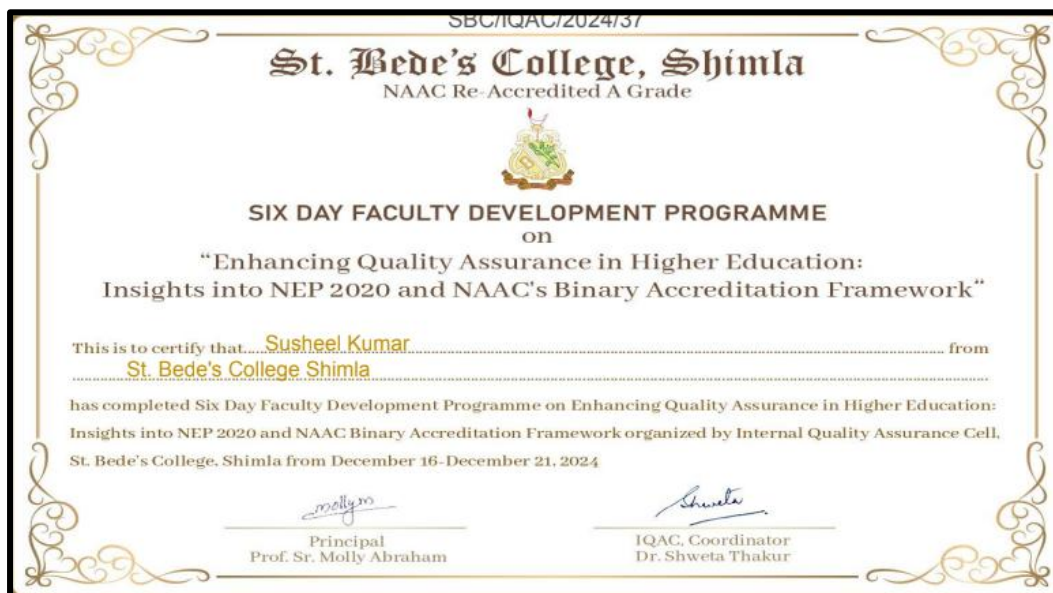 SBC/IQAC/2024/37
St. Bede's College, Shimla
NAAC Re-Accredited A Grade
SIX DAY FACULTY DEVELOPMENT PROGRAMME
on
“Enhancing Quality Assurance in Higher Education:
Insights into NEP 2020 and NAAC's Binary Accreditation Framework“
This is to certify that Susheel Kumar from
St. Bede's College Shimla
has completed Six Day Faculty Development Programme on Enhancing Quality Assurance in Higher Education:
Insights into NEP 2020 and NAAC Binary Accreditation Framework organized by Internal Quality Assurance Cell,
St. Bede's College, Shimla from December 16-December 21, 2024
mollym Shweta
Principal IQAC, Coordinator
Prof. Sr. Molly Abraham Dr. Shweta Thakur